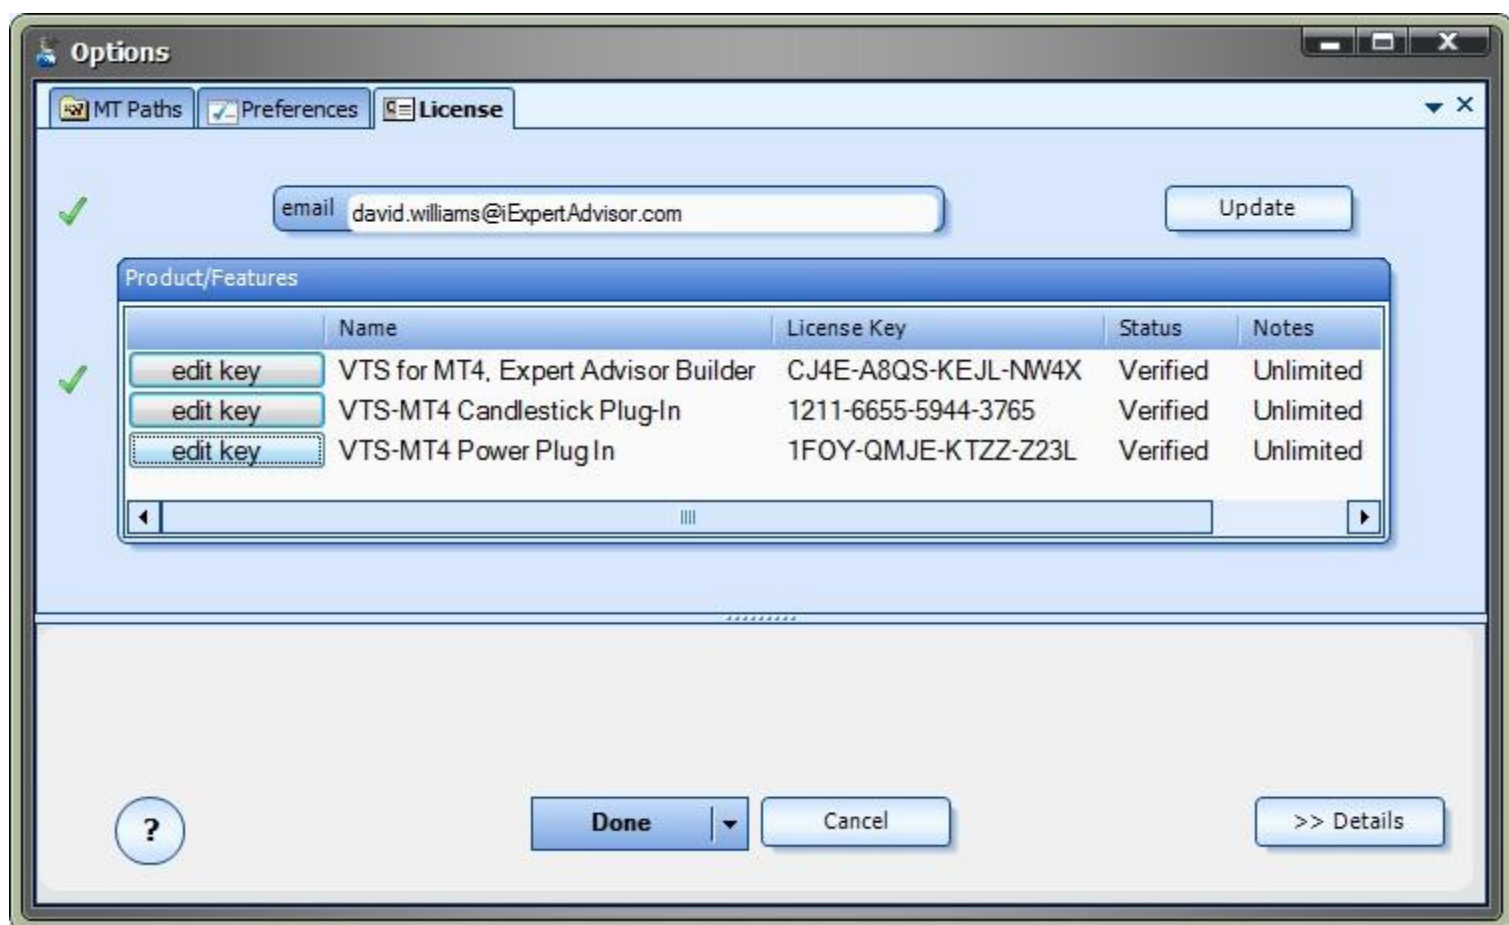 Options
MT Paths Preferences License
email david.williams@iExpertAdvisor.com Update
Product/Features
Name License Key Status Notes
edit key VTS for MT4, Expert Advisor Builder CJ4E-A8QS-KEJL-NW4X Verified Unlimited
edit key VTS-MT4 Candlestick Plug-In 1211-6655-5944-3765 Verified Unlimited
edit key VTS-MT4 Power Plug In 1FOY-QMJE-KTZZ-Z23L Verified Unlimited
? Done Cancel >> Details